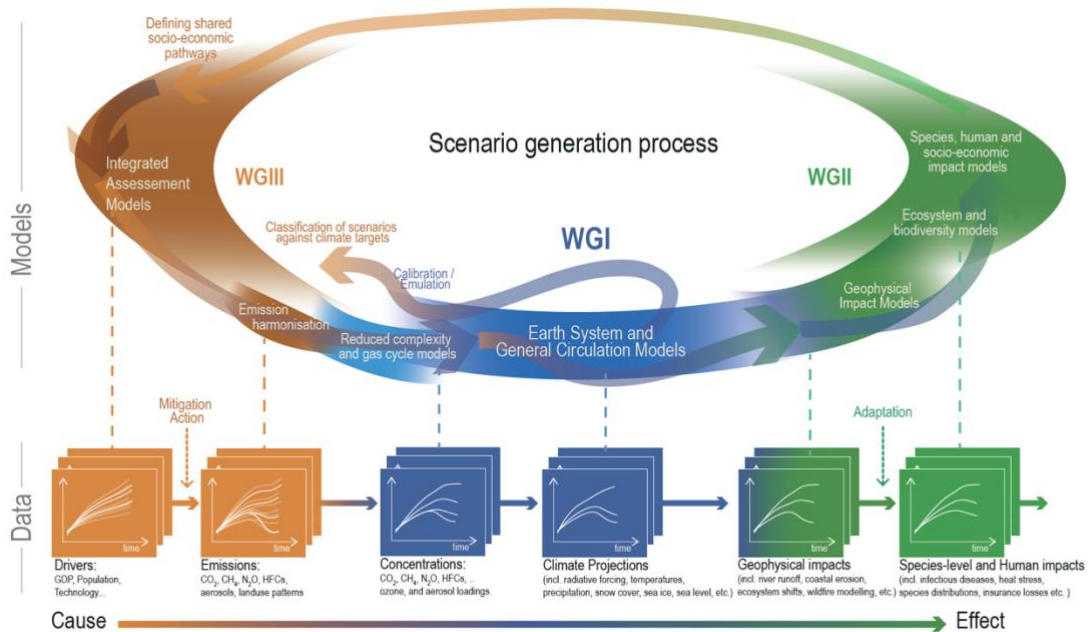 Defining shared
socio-economic
pathways
Models
Scenario generation process
Integrated
Assessement
Models
WGIII
WGII
Species, human and
socio-economic
impact models
Classification of scenarios
against climate targets
WGI
Ecosystem and
biodiversity models
Calibration /
Emulation
Geophysical
Impact Models
Emission
harmonisation
Reduced complexity
and gas cycle models
Earth System and
General Circulation Models
Mitigation
Action
Adaptation
Data
time
time
time
time
time
time
Drivers:
GDP, Population,
Technology...
Emissions:
CO₂, CH₄, N₂O, HFCs,
aerosols, landuse patterns
Concentrations:
CO₂, CH₄, N₂O, HFCs, ..
ozone, and aerosol loadings.
Climate Projections
(incl. radiative forcing, temperatures,
precipitation, snow cover, sea ice, sea level, etc.)
Geophysical impacts
(incl. river runoff, coastal erosion,
ecosystem shifts, wildfire modelling, etc.)
Species-level and Human impacts
(incl. infectious diseases, heat stress,
species distributions, insurance losses etc. )
Cause
Effect